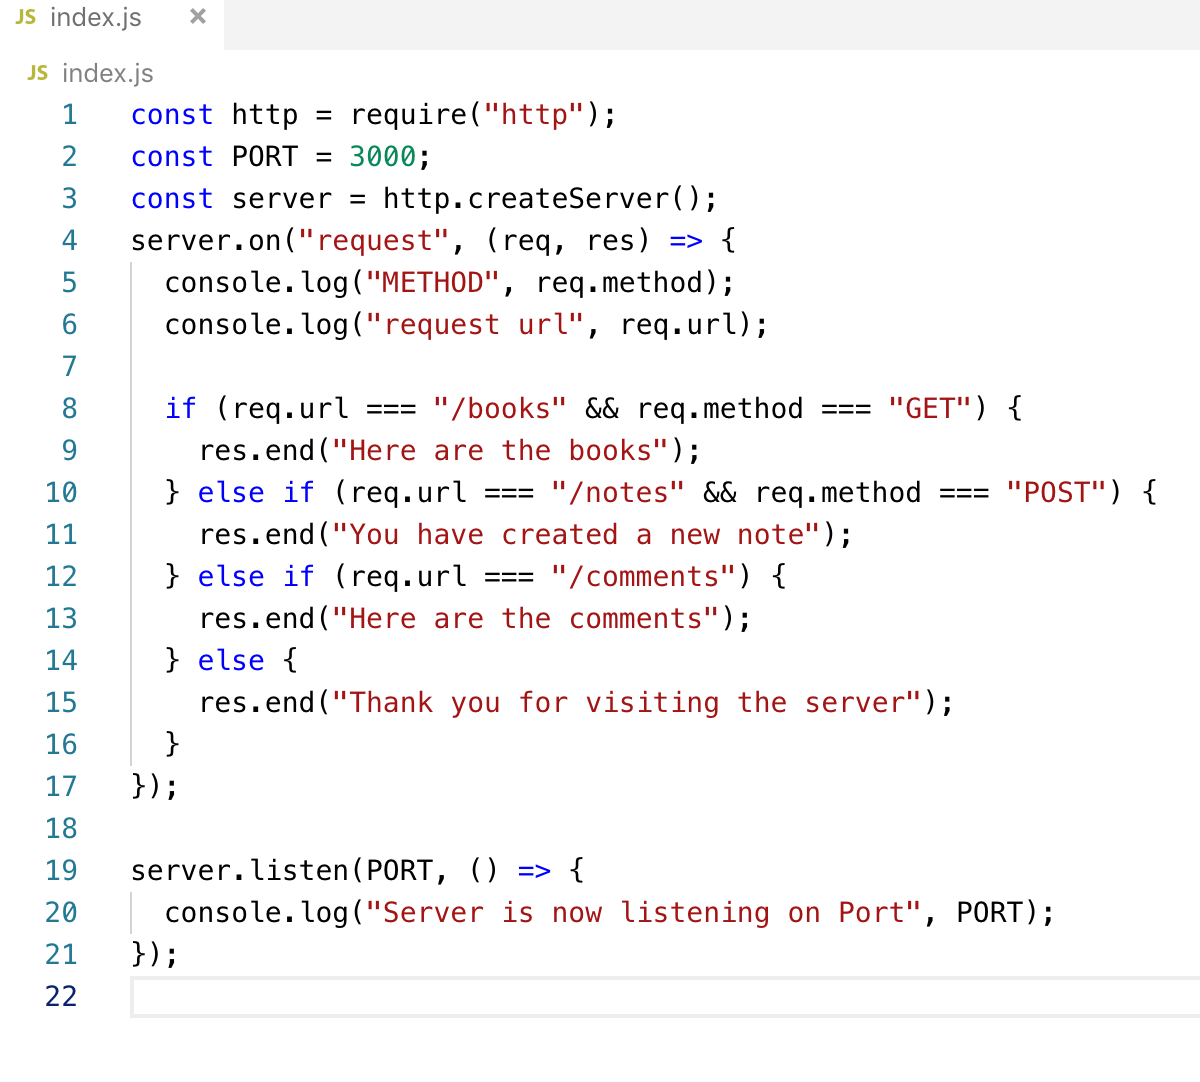 JS index.js ×
JS index.js
1 const http = require("http");
2 const PORT = 3000;
3 const server = http.createServer();
4 server.on("request", (req, res) => {
5   console.log("METHOD", req.method);
6   console.log("request url", req.url);
7
8   if (req.url === "/books" && req.method === "GET") {
9     res.end("Here are the books");
10   } else if (req.url === "/notes" && req.method === "POST") {
11     res.end("You have created a new note");
12   } else if (req.url === "/comments") {
13     res.end("Here are the comments");
14   } else {
15     res.end("Thank you for visiting the server");
16   }
17 });
18
19 server.listen(PORT, () => {
20   console.log("Server is now listening on Port", PORT);
21 });
22